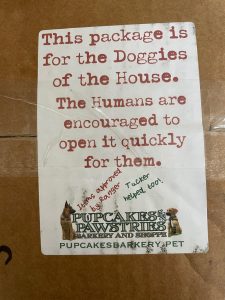 This package is
for the Doggies
of the House.
The Humans are
encouraged to
open it quickly
for them.
Items approved
by Ranger
Tucker
helped too!
PUPCAKES &
PAWSTRIES
BARKERY AND SHOPPE
PUPCAKESBARKERY.PET